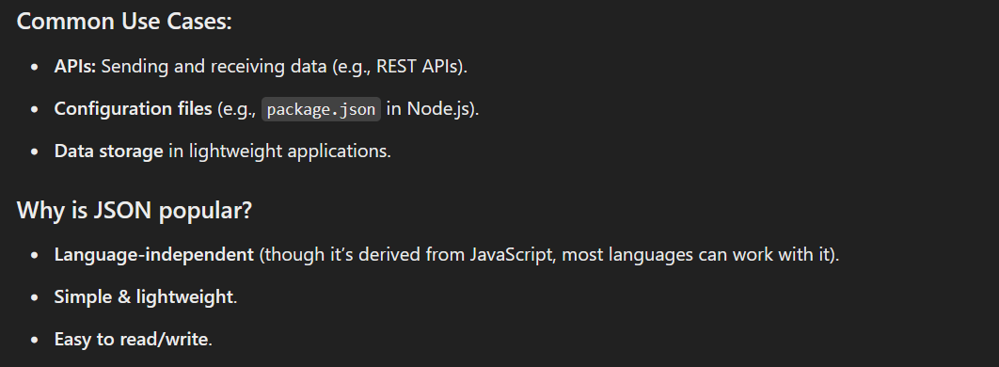 Common Use Cases:
• APIs: Sending and receiving data (e.g., REST APIs).
• Configuration files (e.g., package.json in Node.js).
• Data storage in lightweight applications.
Why is JSON popular?
• Language-independent (though it’s derived from JavaScript, most languages can work with it).
• Simple & lightweight.
• Easy to read/write.